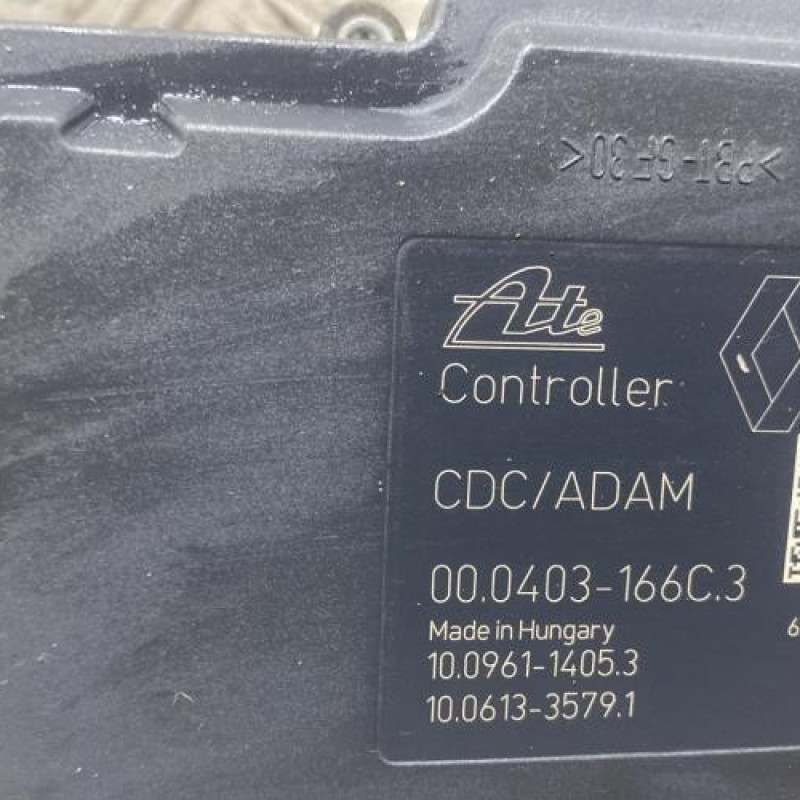 >PBT-GF30<
Ate
Controller
CDC/ADAM
00.0403-166C.3
Made in Hungary
6
10.0961-1405.3
10.0613-3579.1